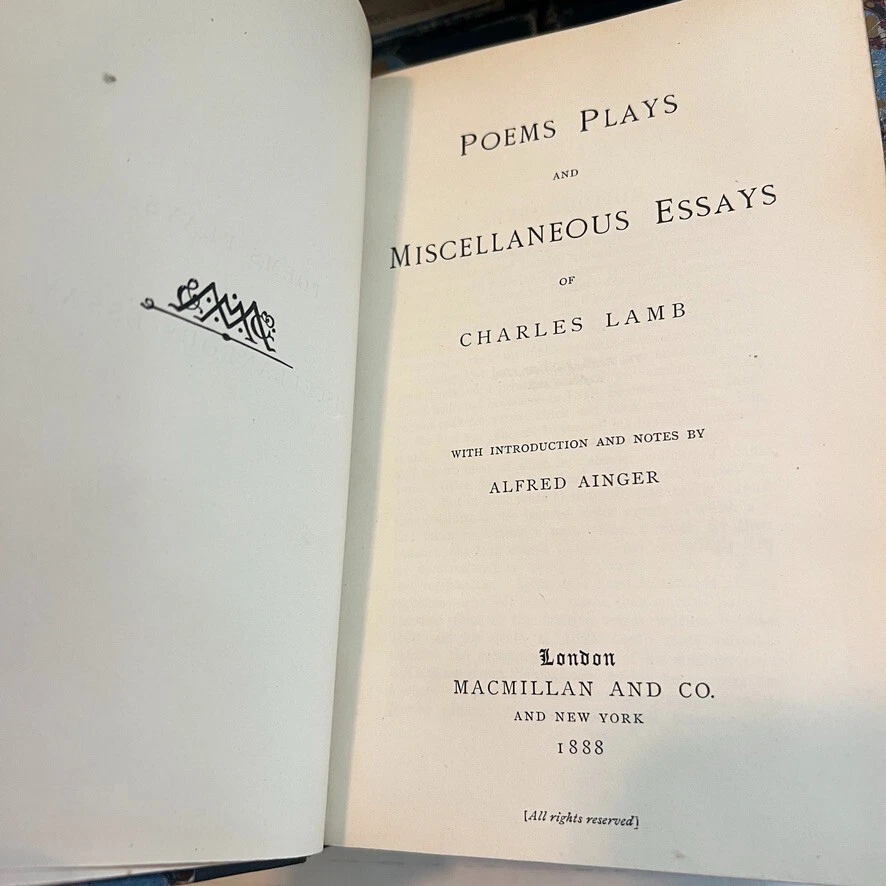 POEMS PLAYS
AND
MISCELLANEOUS ESSAYS
OF
CHARLES LAMB
WITH INTRODUCTION AND NOTES BY
ALFRED AINGER
London
MACMILLAN AND CO.
AND NEW YORK
1888
[All rights reserved]